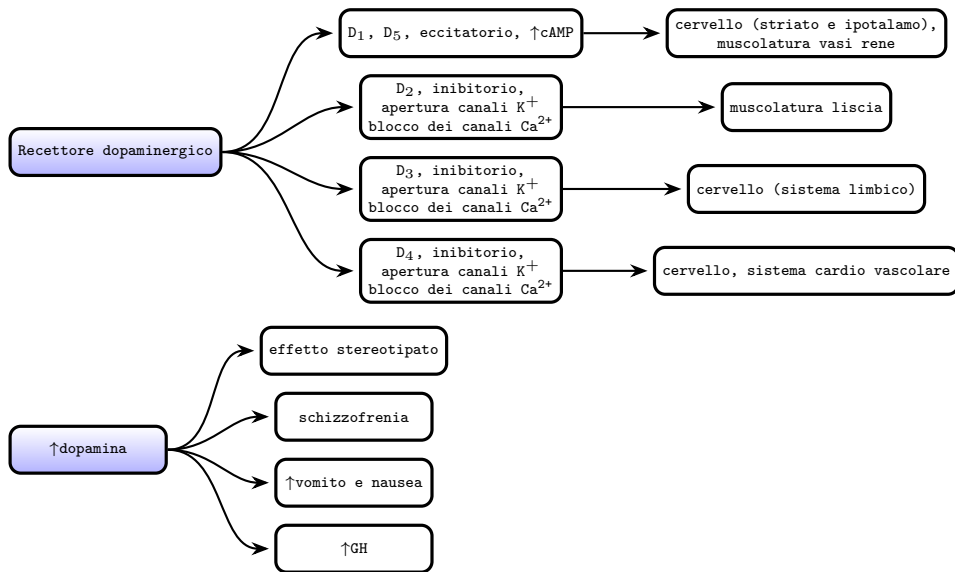 Recettore dopaminergico
D₁, D₅, eccitatorio, ↑cAMP
cervello (striato e ipotalamo),
muscolatura vasi rene
D₂, inibitorio,
apertura canali K⁺
blocco dei canali Ca²⁺
muscolatura liscia
D₃, inibitorio,
apertura canali K⁺
blocco dei canali Ca²⁺
cervello (sistema limbico)
D₄, inibitorio,
apertura canali K⁺
blocco dei canali Ca²⁺
cervello, sistema cardio vascolare
↑dopamina
effetto stereotipato
schizzofrenia
↑vomito e nausea
↑GH